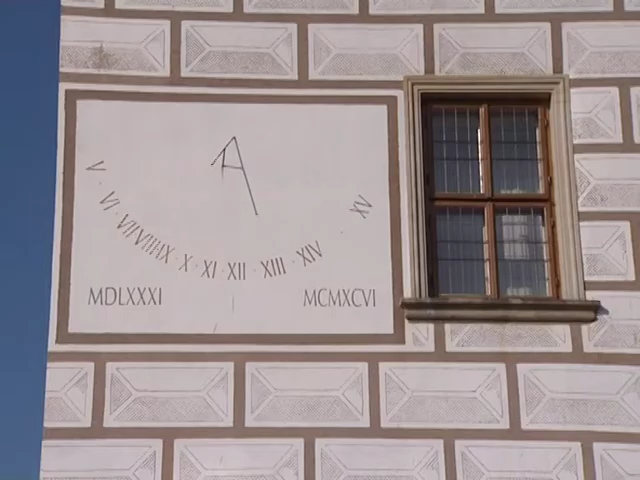 V · VI · VII · VIII · IX · X · XI · XII · XIII · XIV · XV
MDLXXXI MCMXCVI